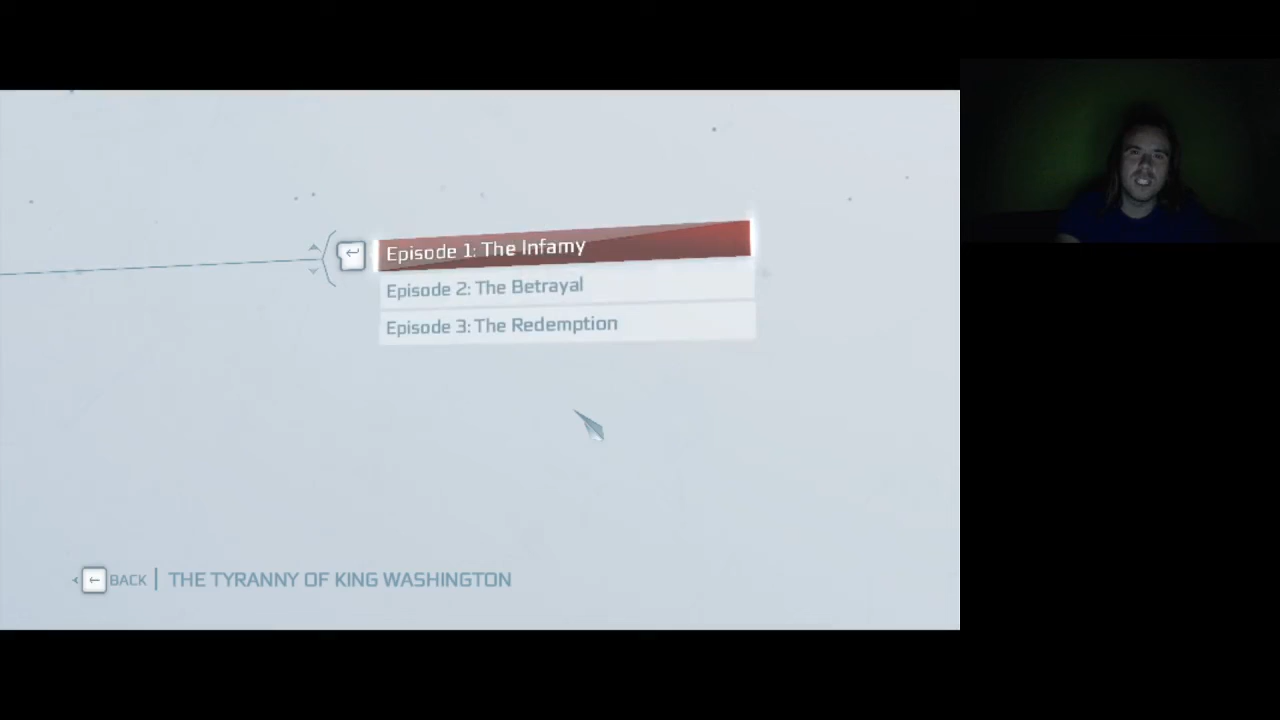 Episode 1: The Infamy
Episode 2: The Betrayal
Episode 3: The Redemption
BACK | THE TYRANNY OF KING WASHINGTON